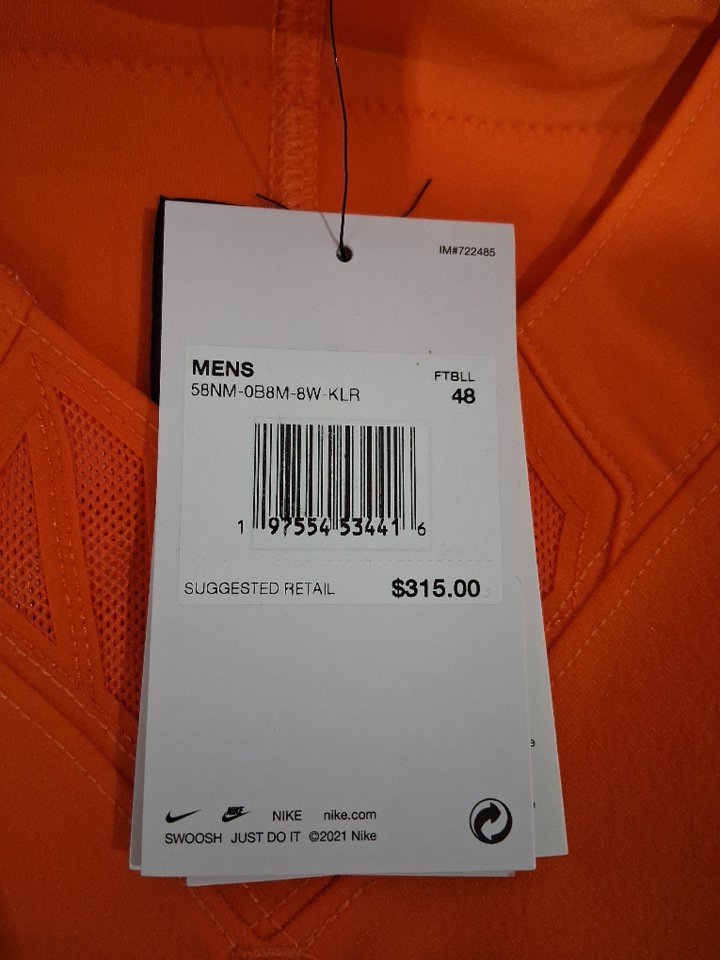 IM#722485
MENS
58NM-0B8M-8W-KLR
FTBLL
48
1 97554 53441 6
SUGGESTED RETAIL $315.00
NIKE NIKE nike.com
SWOOSH JUST DO IT ©2021 Nike